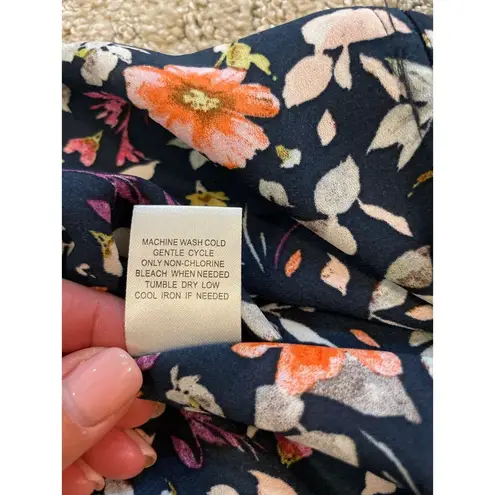 MACHINE WASH COLD
GENTLE CYCLE
ONLY NON-CHLORINE
BLEACH WHEN NEEDED
TUMBLE DRY LOW
COOL IRON IF NEEDED